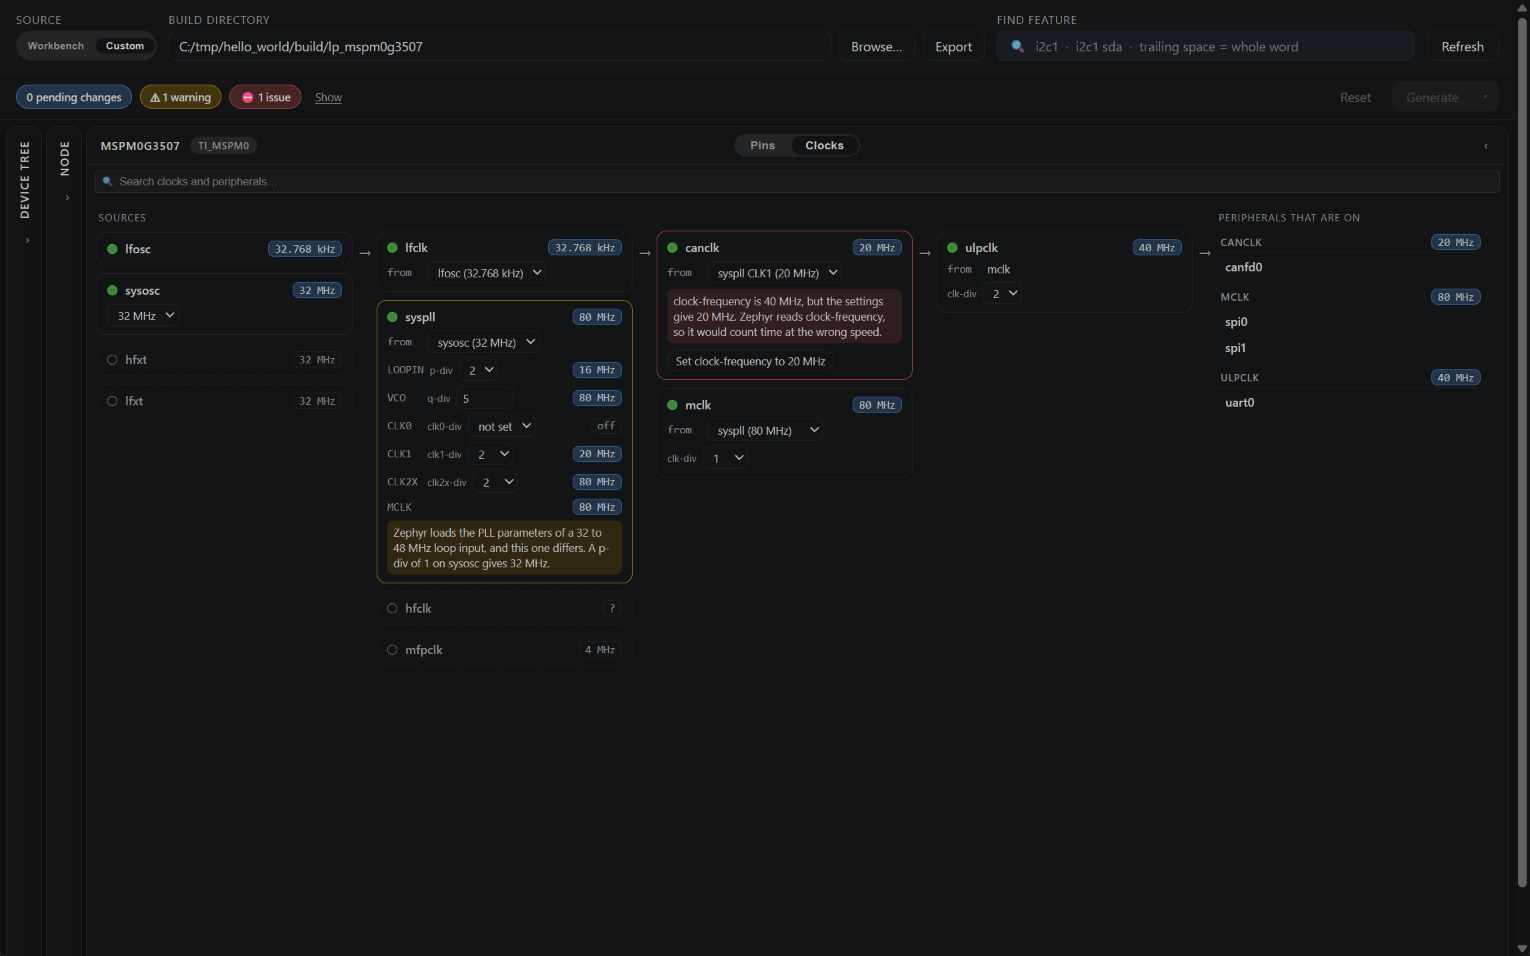 SOURCE
BUILD DIRECTORY
FIND FEATURE
Workbench Custom
C:/tmp/hello_world/build/lp_mspm0g3507
Browse...
Export
i2c1 · i2c1 sda · trailing space = whole word
Refresh
0 pending changes
⚠ 1 warning
1 issue
Show
Reset
Generate
DEVICE TREE
NODE
MSPM0G3507 TI_MSPM0
Pins Clocks
Search clocks and peripherals...
SOURCES
lfosc 32.768 kHz
sysosc 32 MHz
32 MHz
hfxt 32 MHz
lfxt 32 MHz
lfclk 32.768 kHz
from lfosc (32.768 kHz)
syspll 80 MHz
from sysosc (32 MHz)
LOOPIN p-div 2 16 MHz
VCO q-div 5 80 MHz
CLK0 clk0-div not set off
CLK1 clk1-div 2 20 MHz
CLK2X clk2x-div 2 80 MHz
MCLK 80 MHz
Zephyr loads the PLL parameters of a 32 to
48 MHz loop input, and this one differs. A p-
div of 1 on sysosc gives 32 MHz.
hfclk ?
mfpclk 4 MHz
canclk 20 MHz
from syspll CLK1 (20 MHz)
clock-frequency is 40 MHz, but the settings
give 20 MHz. Zephyr reads clock-frequency,
so it would count time at the wrong speed.
Set clock-frequency to 20 MHz
mclk 80 MHz
from syspll (80 MHz)
clk-div 1
ulpclk 40 MHz
from mclk
clk-div 2
PERIPHERALS THAT ARE ON
CANCLK 20 MHz
canfd0
MCLK 80 MHz
spi0
spi1
ULPCLK 40 MHz
uart0